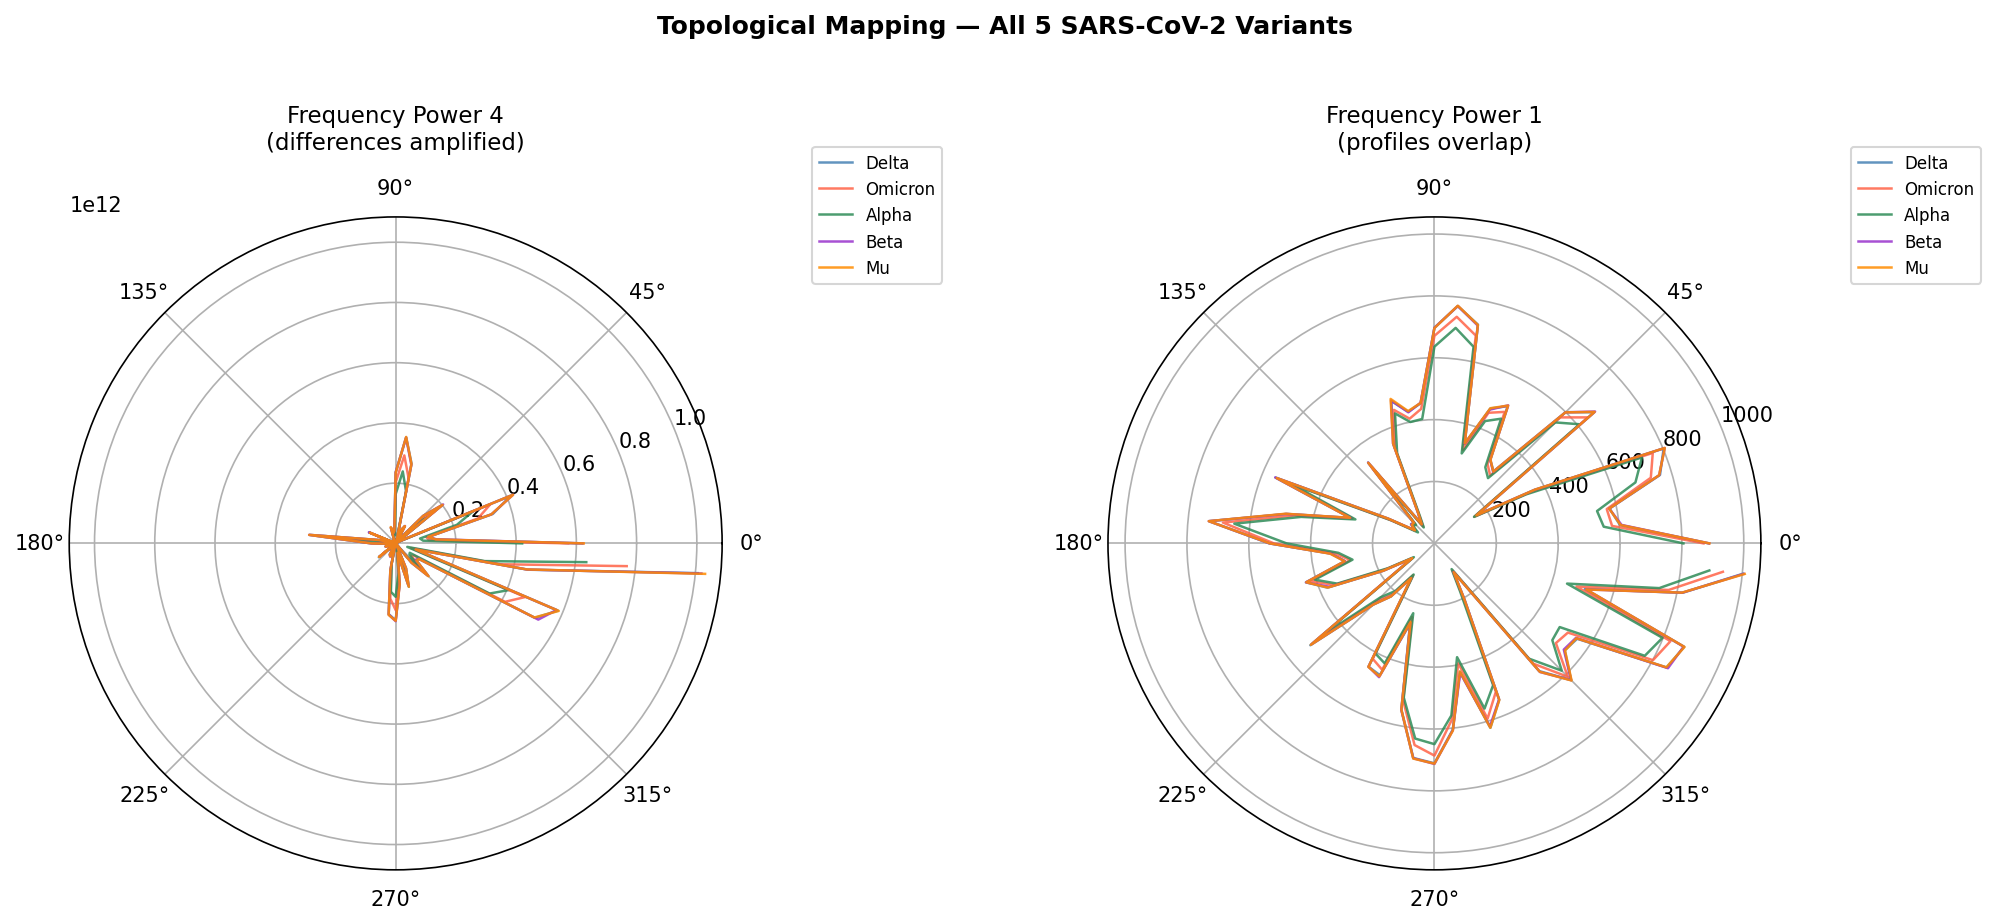 Topological Mapping — All 5 SARS-CoV-2 Variants
Frequency Power 4
(differences amplified)
1e12
0°
45°
90°
135°
180°
225°
270°
315°
0.2
0.4
0.6
0.8
1.0
Delta
Omicron
Alpha
Beta
Mu
Frequency Power 1
(profiles overlap)
0°
45°
90°
135°
180°
225°
270°
315°
200
400
600
800
1000
Delta
Omicron
Alpha
Beta
Mu